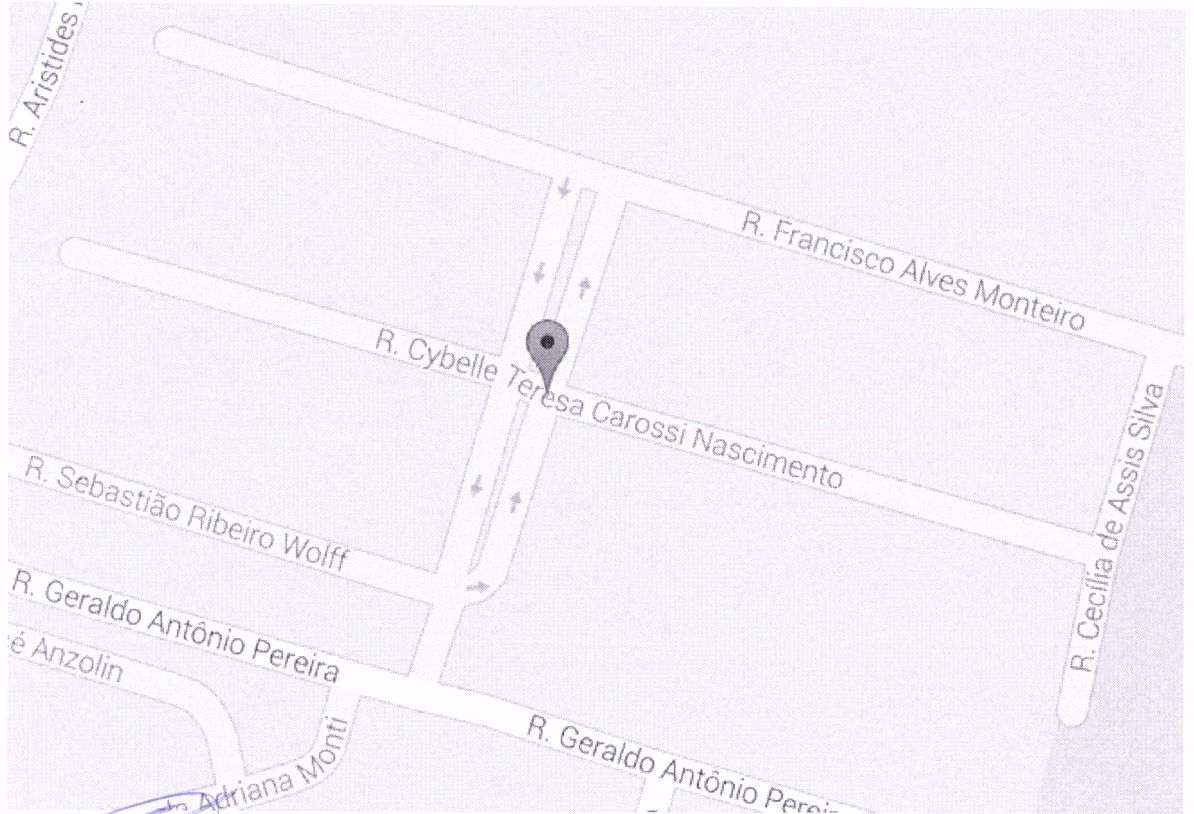 R. Aristides
R. Francisco Alves Monteiro
R. Cybelle Teresa Carossi Nascimento
R. Cecília de Assis Silva
R. Sebastião Ribeiro Wolff
R. Geraldo Antônio Pereira
é Anzolin
R. Geraldo Antônio Perei
Adriana Monti